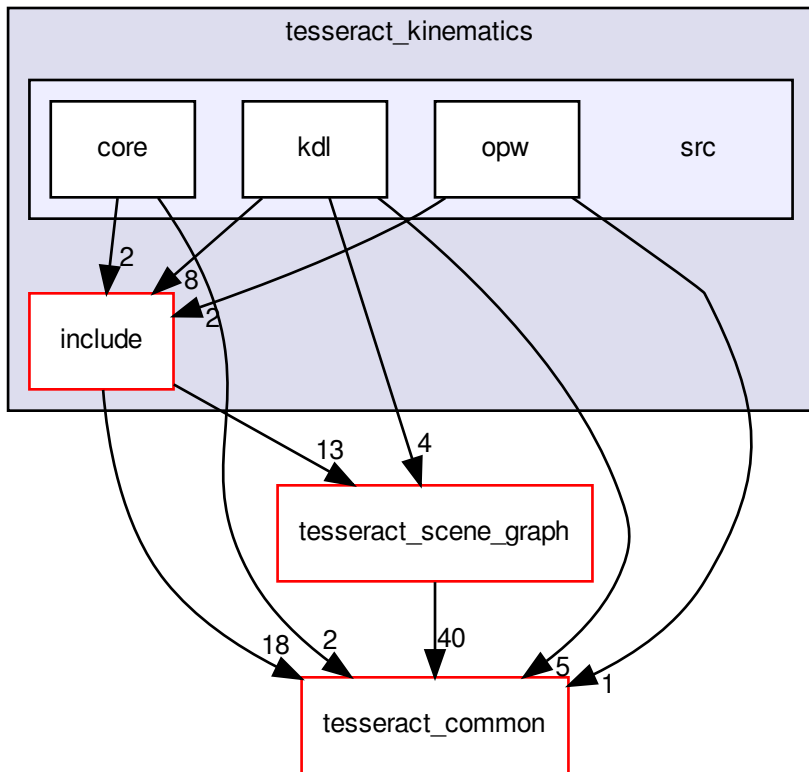 tesseract_kinematics
core
kdl
opw
src
2
8
2
include
13
4
tesseract_scene_graph
18
2
40
5
1
tesseract_common